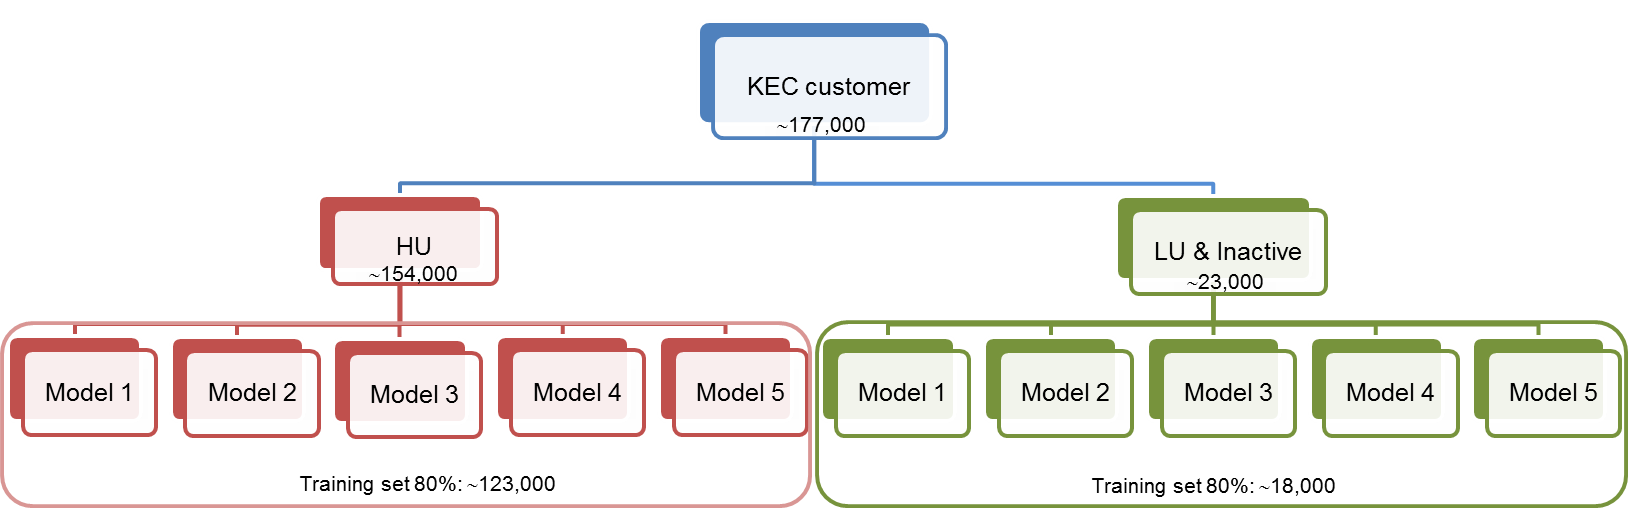 KEC customer
~177,000
HU
~154,000
LU & Inactive
~23,000
Model 1
Model 2
Model 3
Model 4
Model 5
Training set 80%: ~123,000
Model 1
Model 2
Model 3
Model 4
Model 5
Training set 80%: ~18,000